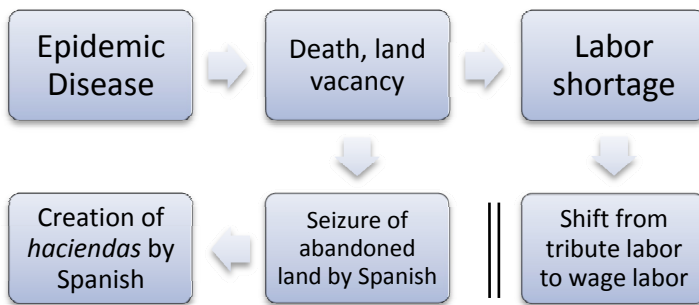 Epidemic
Disease
Death, land
vacancy
Labor
shortage
Creation of
haciendas by
Spanish
Seizure of
abandoned
land by Spanish
Shift from
tribute labor
to wage labor